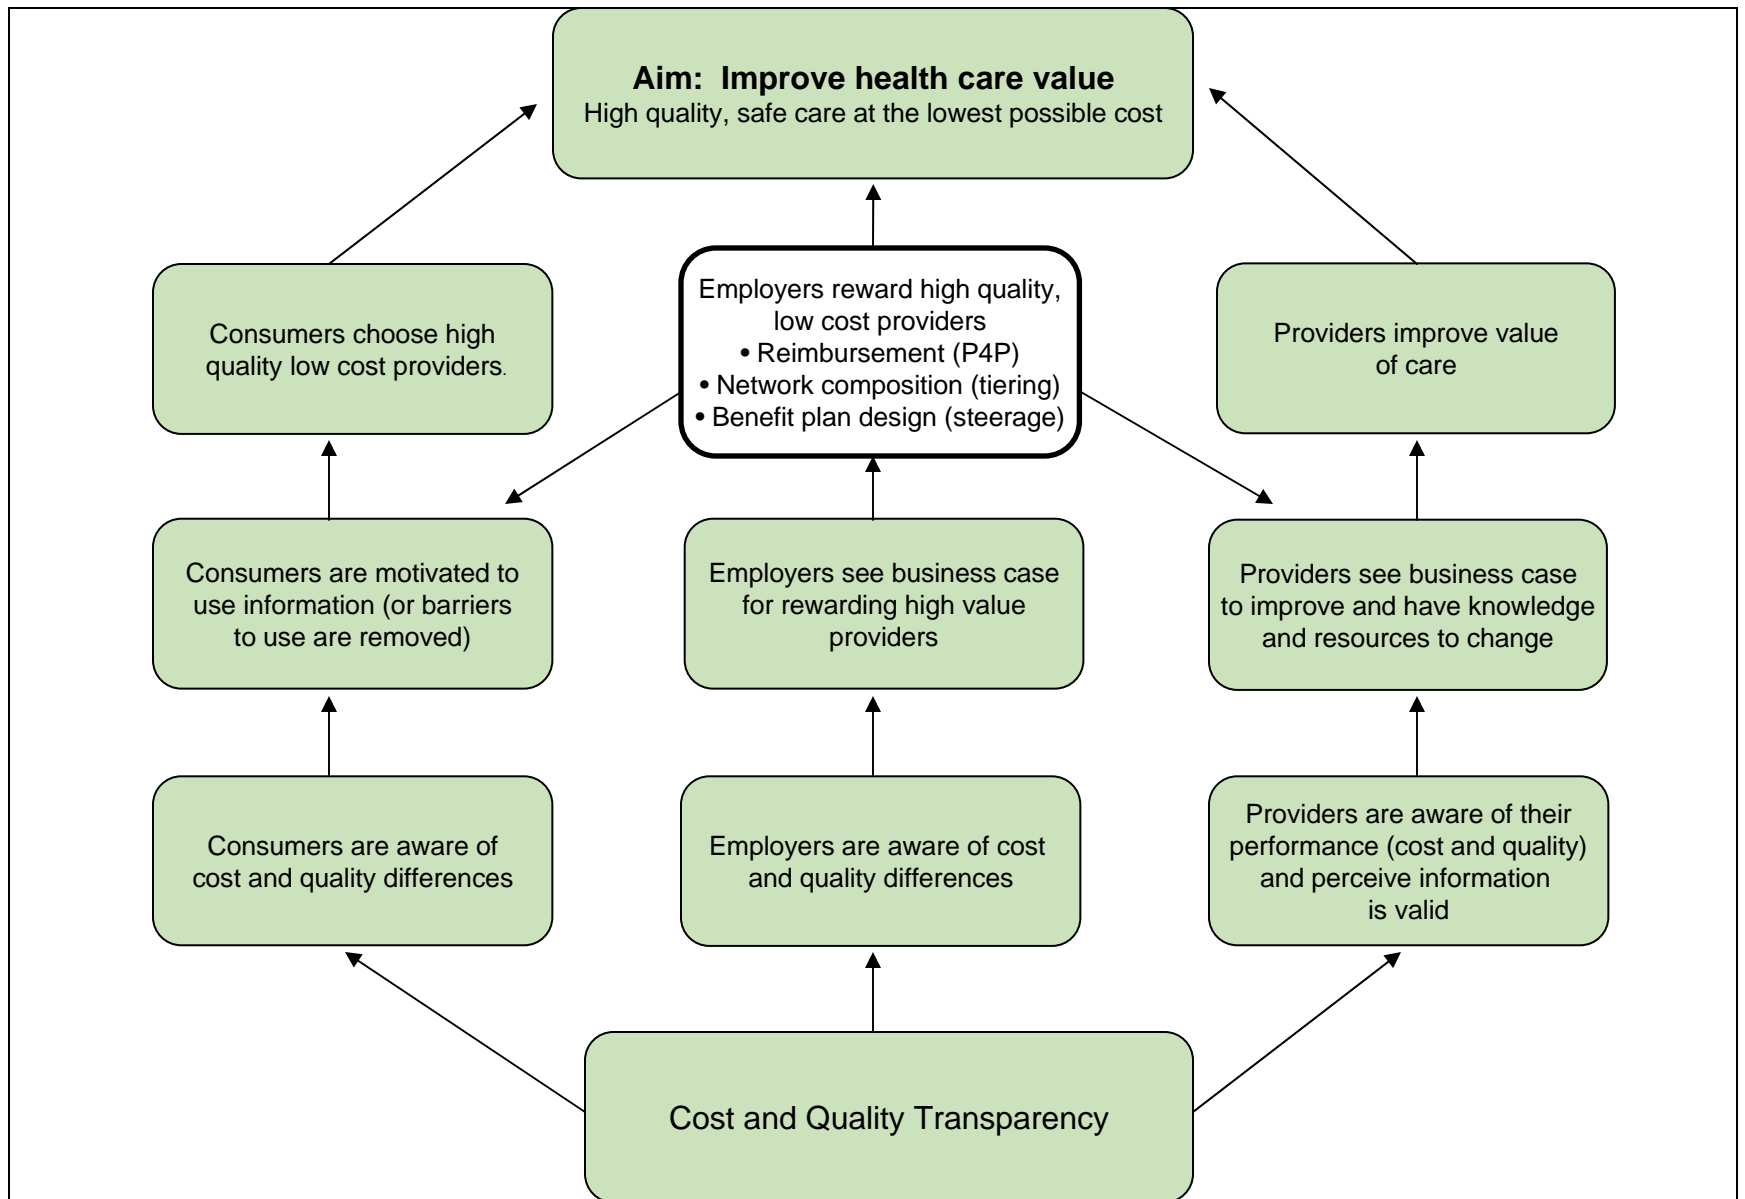 Aim:  Improve health care value
High quality, safe care at the lowest possible cost
Consumers choose high
quality low cost providers.
Employers reward high quality,
low cost providers
• Reimbursement (P4P)
• Network composition (tiering)
• Benefit plan design (steerage)
Providers improve value
of care
Consumers are motivated to
use information (or barriers
to use are removed)
Employers see business case
for rewarding high value
providers
Providers see business case
to improve and have knowledge
and resources to change
Consumers are aware of
cost and quality differences
Employers are aware of cost
and quality differences
Providers are aware of their
performance (cost and quality)
and perceive information
is valid
Cost and Quality Transparency